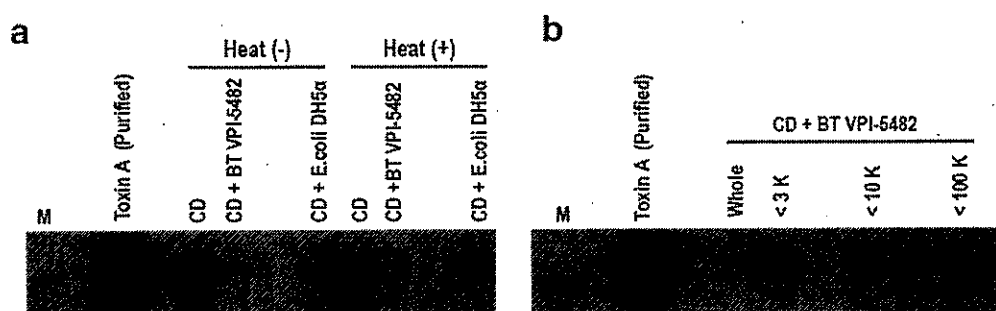 a
Heat (-)
Heat (+)
M
Toxin A (Purified)
CD
CD + BT VPI-5482
CD + E.coli DH5α
CD
CD +BT VPI-5482
CD + E.coli DH5α
b
CD + BT VPI-5482
M
Toxin A (Purified)
Whole
< 3 K
< 10 K
< 100 K